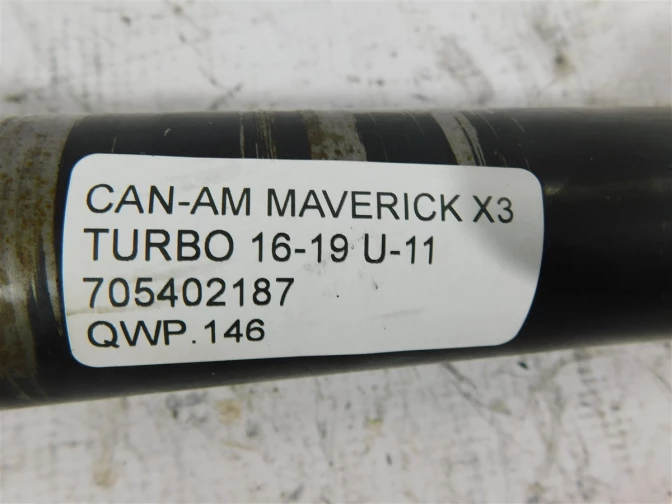 CAN-AM MAVERICK X3
TURBO 16-19 U-11
705402187
QWP.146